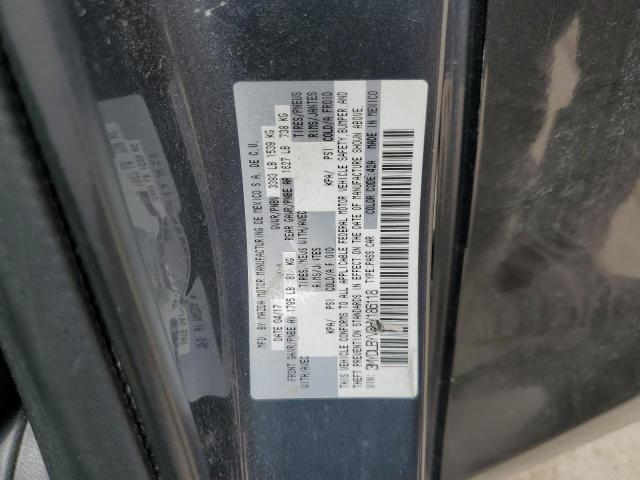 MFD. BY MAZDA MOTOR MANUFACTURING DE MEXICO S.A. DE C.V.
DATE 04/17 GVWR/PNBV 3393 LB 1539 KG
FRONT GAWR/PNBE AV 1795 LB KG REAR GAWR/PNBE AR 1627 LB 738 KG
WITH/AVEC TIRES/PNEUS WITH/AVEC TIRES/PNEUS
RIMS/JANTES RIMS/JANTES
KPA/ PSI COLD/A FROID KPA/ PSI COLD/A FROID
THIS VEHICLE CONFORMS TO ALL APPLICABLE FEDERAL MOTOR VEHICLE SAFETY, BUMPER AND
THEFT PREVENTION STANDARDS IN EFFECT ON THE DATE OF MANUFACTURE SHOWN ABOVE.
VIN: TYPE: PASS CAR COLOR CODE: 42A MADE IN MEXICO